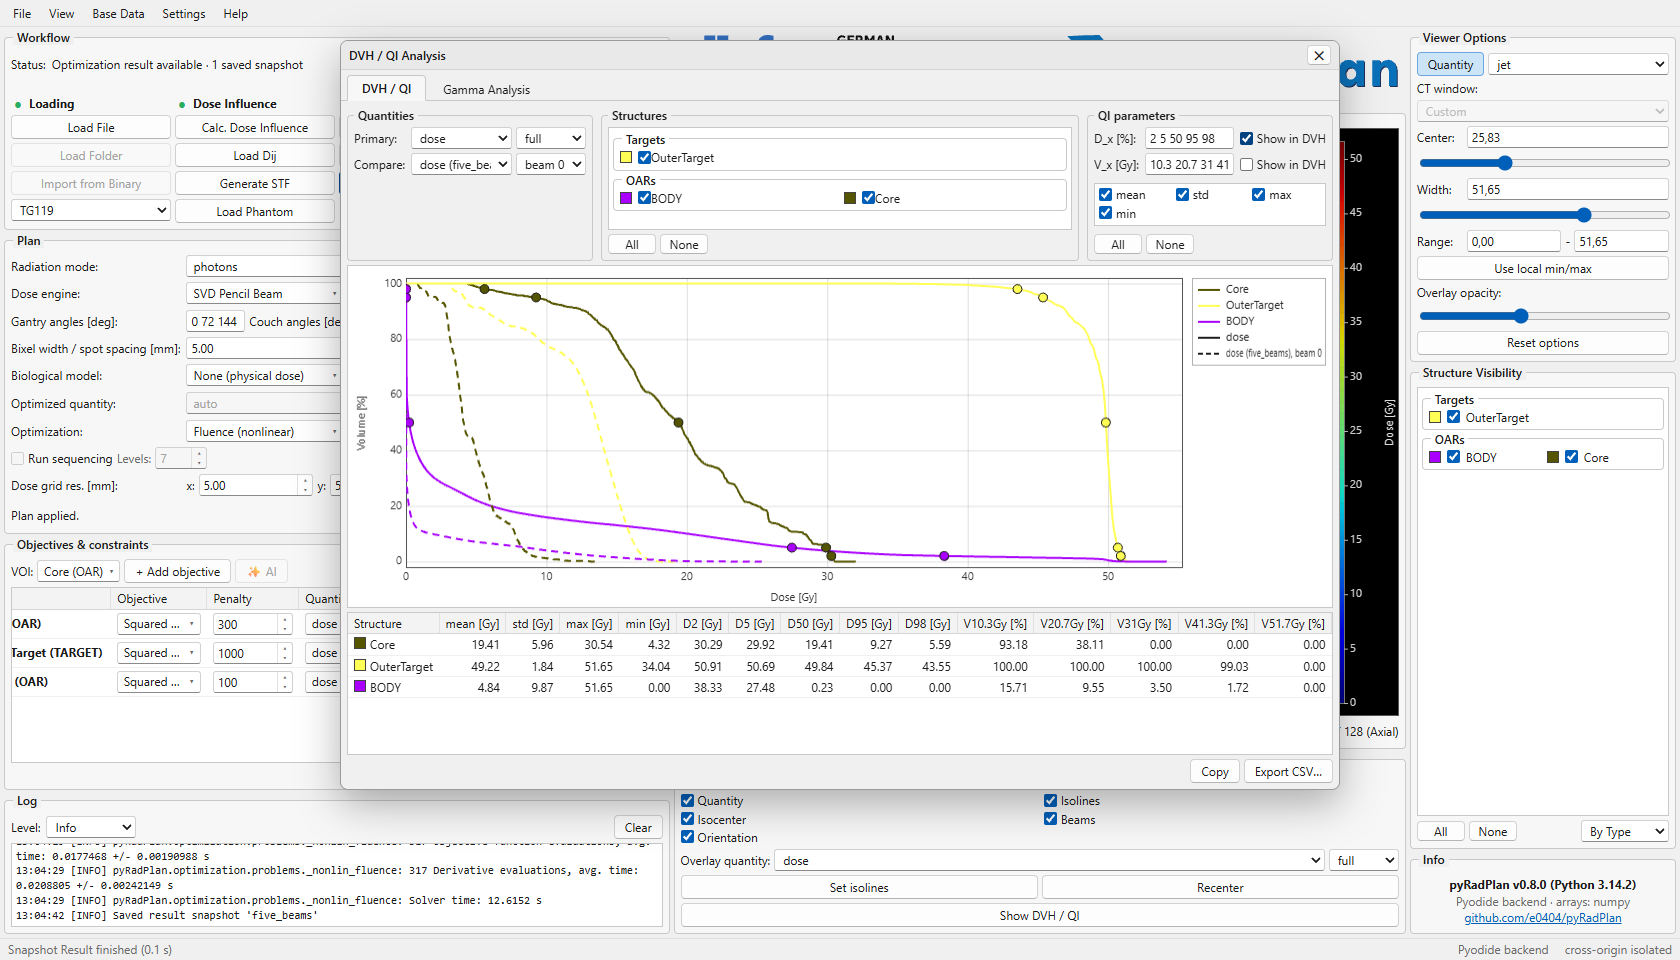 File View Base Data Settings Help
Workflow
Status: Optimization result available · 1 saved snapshot
Loading
Dose Influence
Load File
Calc. Dose Influence
Load Folder
Load Dij
Import from Binary
Generate STF
TG119
Load Phantom
Plan
Radiation mode: photons
Dose engine: SVD Pencil Beam
Gantry angles [deg]: 0 72 144 Couch angles [de
Bixel width / spot spacing [mm]: 5.00
Biological model: None (physical dose)
Optimized quantity: auto
Optimization: Fluence (nonlinear)
Run sequencing Levels: 7
Dose grid res. [mm]: x: 5.00 y: 5
Plan applied.
Objectives & constraints
VOI: Core (OAR) + Add objective AI
Objective Penalty Quanti
OAR) Squared ... 300 dose
Target (TARGET) Squared ... 1000 dose
(OAR) Squared ... 100 dose
Log
Level: Info Clear
time: 0.0177468 +/- 0.00190988 s
13:04:29 [INFO] pyRadPlan.optimization.problems._nonlin_fluence: 317 Derivative evaluations, avg. time:
0.0208805 +/- 0.00242149 s
13:04:29 [INFO] pyRadPlan.optimization.problems._nonlin_fluence: Solver time: 12.6152 s
13:04:42 [INFO] Saved result snapshot 'five_beams'
Snapshot Result finished (0.1 s)
GERMAN
an
DVH / QI Analysis
DVH / QI Gamma Analysis
Quantities
Primary: dose full
Compare: dose (five_be beam 0
Structures
Targets
OuterTarget
OARs
BODY Core
All None
QI parameters
D_x [%]: 2 5 50 95 98 Show in DVH
V_x [Gy]: 10.3 20.7 31 41 Show in DVH
mean std max
min
All None
Volume [%]
100
80
60
40
20
0
0 10 20 30 40 50
Dose [Gy]
Core
OuterTarget
BODY
dose
dose (five_beams), beam 0
Structure mean [Gy] std [Gy] max [Gy] min [Gy] D2 [Gy] D5 [Gy] D50 [Gy] D95 [Gy] D98 [Gy] V10.3Gy [%] V20.7Gy [%] V31Gy [%] V41.3Gy [%] V51.7Gy [%]
Core 19.41 5.96 30.54 4.32 30.29 29.92 19.41 9.27 5.59 93.18 38.11 0.00 0.00 0.00
OuterTarget 49.22 1.84 51.65 34.04 50.91 50.69 49.84 45.37 43.55 100.00 100.00 100.00 99.03 0.00
BODY 4.84 9.87 51.65 0.00 38.33 27.48 0.23 0.00 0.00 15.71 9.55 3.50 1.72 0.00
Copy Export CSV...
50
45
40
35
30
25
20
15
10
5
0
Dose [Gy]
128 (Axial)
Quantity Isolines
Isocenter Beams
Orientation
Overlay quantity: dose full
Set isolines Recenter
Show DVH / QI
Viewer Options
Quantity jet
CT window:
Custom
Center: 25,83
Width: 51,65
Range: 0,00 - 51,65
Use local min/max
Overlay opacity:
Reset options
Structure Visibility
Targets
OuterTarget
OARs
BODY Core
All None By Type
Info
pyRadPlan v0.8.0 (Python 3.14.2)
Pyodide backend · arrays: numpy
github.com/e0404/pyRadPlan
Pyodide backend cross-origin isolated